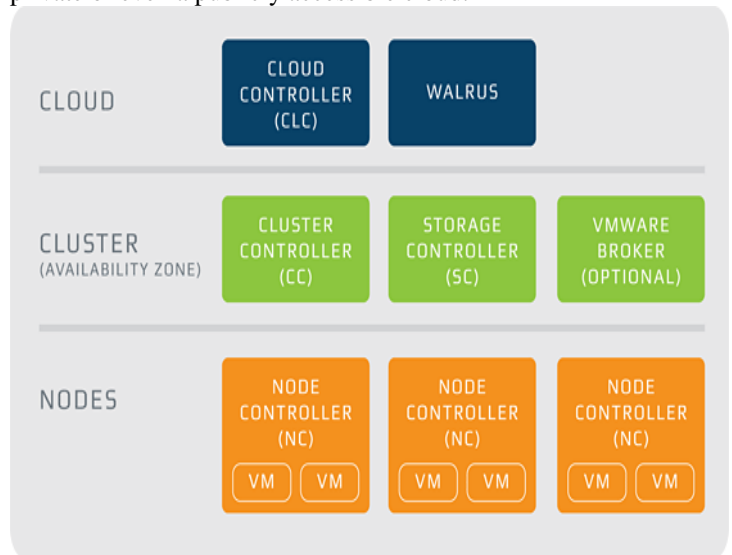 CLOUD
CLOUD
CONTROLLER
(CLC)
WALRUS
CLUSTER
(AVAILABILITY ZONE)
CLUSTER
CONTROLLER
(CC)
STORAGE
CONTROLLER
(SC)
VMWARE
BROKER
(OPTIONAL)
NODES
NODE
CONTROLLER
(NC)
VM VM
NODE
CONTROLLER
(NC)
VM VM
NODE
CONTROLLER
(NC)
VM VM